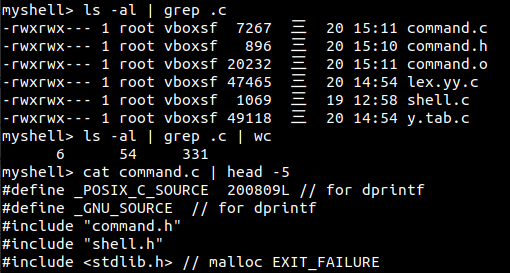 myshell> ls -al | grep .c
-rwxrwx--- 1 root vboxsf  7267  三  20 15:11 command.c
-rwxrwx--- 1 root vboxsf   896  三  20 15:10 command.h
-rwxrwx--- 1 root vboxsf 20232  三  20 15:11 command.o
-rwxrwx--- 1 root vboxsf 47465  三  20 14:54 lex.yy.c
-rwxrwx--- 1 root vboxsf  1069  三  19 12:58 shell.c
-rwxrwx--- 1 root vboxsf 49118  三  20 14:54 y.tab.c
myshell> ls -al | grep .c | wc
      6      54     331
myshell> cat command.c | head -5
#define _POSIX_C_SOURCE  200809L // for dprintf
#define _GNU_SOURCE  // for dprintf
#include "command.h"
#include "shell.h"
#include <stdlib.h> // malloc EXIT_FAILURE